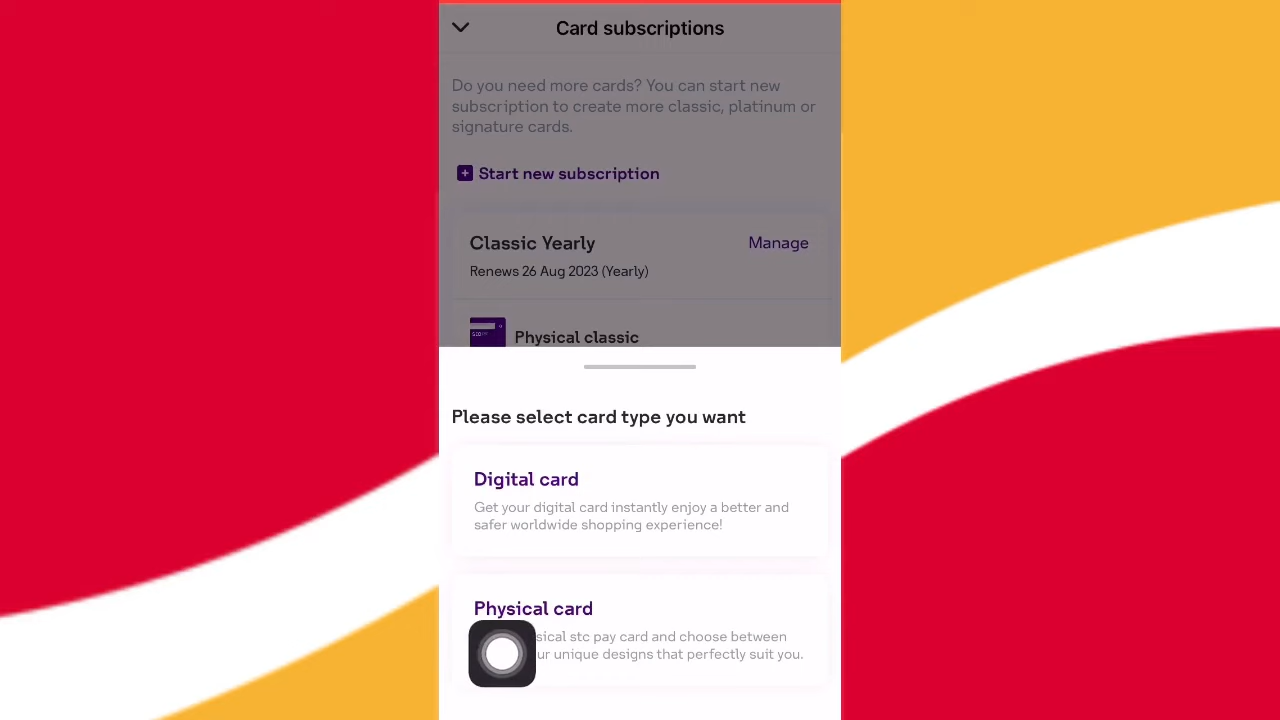 Card subscriptions
Do you need more cards? You can start new
subscription to create more classic, platinum or
signature cards.
Start new subscription
Classic Yearly
Manage
Renews 26 Aug 2023 (Yearly)
Physical classic
Please select card type you want
Digital card
Get your digital card instantly enjoy a better and
safer worldwide shopping experience!
Physical card
stc pay card and choose between
unique designs that perfectly suit you.